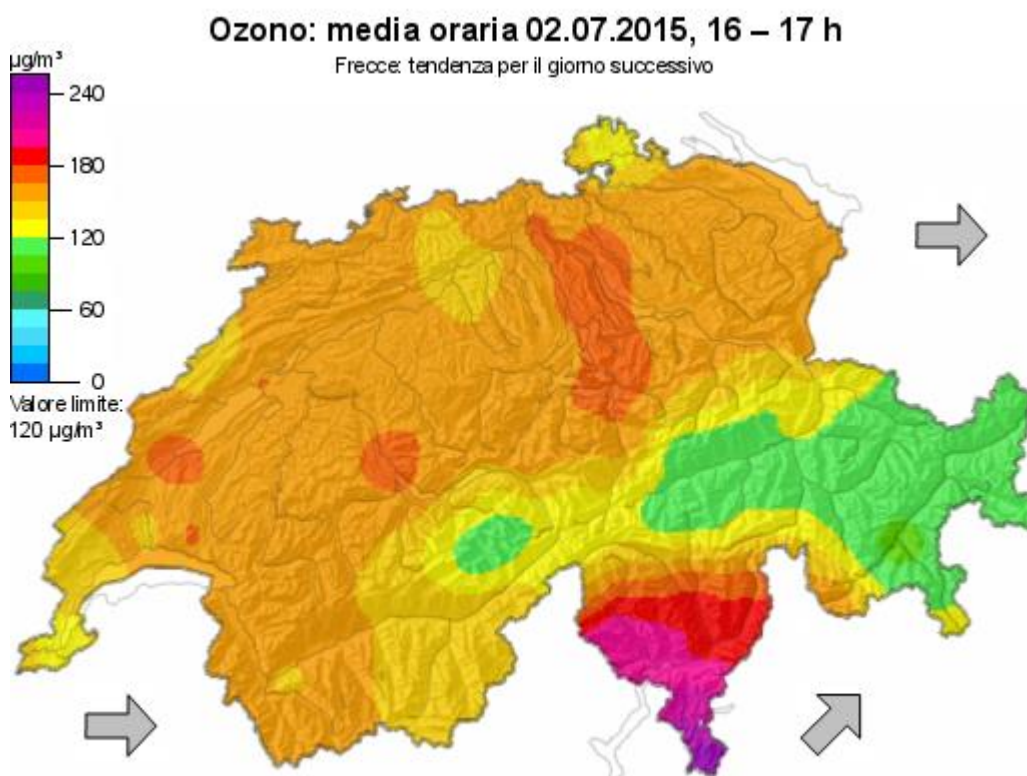 Ozono: media oraria 02.07.2015, 16 – 17 h
Frecce: tendenza per il giorno successivo
µg/m³
240
180
120
60
0
Valore limite:
120 µg/m³